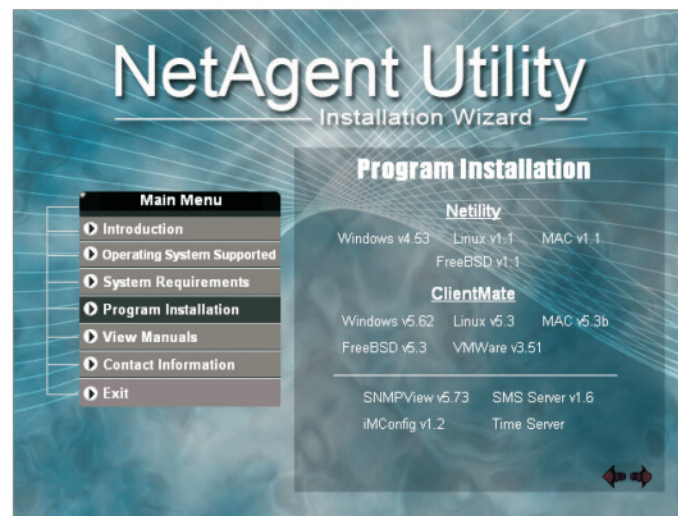 NetAgent Utility
Installation Wizard
Main Menu
Introduction
Operating System Supported
System Requirements
Program Installation
View Manuals
Contact Information
Exit
Program Installation
Netility
Windows v4.53 Linux v1.1 MAC v1.1
FreeBSD v1.1
ClientMate
Windows v5.62 Linux v5.3 MAC v5.3b
FreeBSD v5.3 VMWare v3.51
SNMPView v5.73 SMS Server v1.6
iMConfig v1.2 Time Server